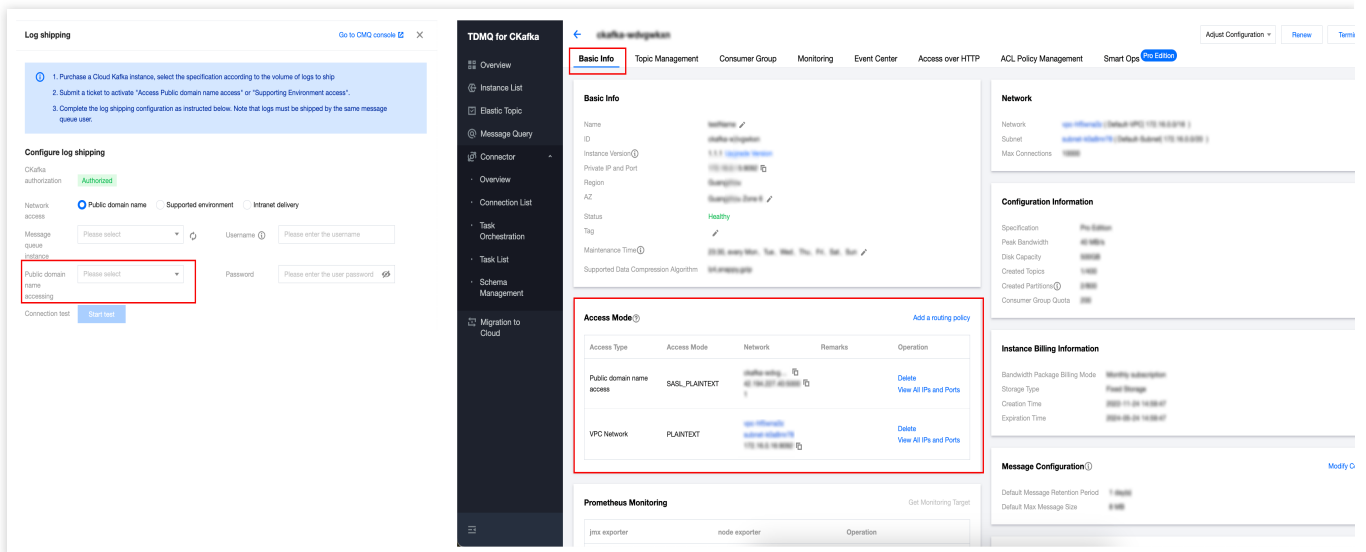 Log shipping
Go to CMQ console
1. Purchase a Cloud Kafka instance, select the specification according to the volume of logs to ship
2. Submit a ticket to activate "Access Public domain name access" or "Supporting Environment access".
3. Complete the log shipping configuration as instructed below. Note that logs must be shipped by the same message
queue user.
Configure log shipping
CKafka
authorization
Authorized
Network
access
Public domain name
Supported environment
Intranet delivery
Message
queue
instance
Please select
Username
Please enter the username
Public domain
name
accessing
Please select
Password
Please enter the user password
Connection test
Start test
TDMQ for CKafka
Overview
Instance List
Elastic Topic
Message Query
Connector
Overview
Connection List
Task
Orchestration
Task List
Schema
Management
Migration to
Cloud
Adjust Configuration
Renew
Basic Info
Topic Management
Consumer Group
Monitoring
Event Center
Access over HTTP
ACL Policy Management
Smart Ops
Pro Edition
Basic Info
Name
ID
Instance Version
Private IP and Port
Region
AZ
Status
Healthy
Tag
Maintenance Time
Supported Data Compression Algorithm
Access Mode
Add a routing policy
Access Type
Access Mode
Network
Remarks
Operation
Public domain name
access
SASL_PLAINTEXT
Delete
View All IPs and Ports
VPC Network
PLAINTEXT
Delete
View All IPs and Ports
Prometheus Monitoring
Get Monitoring Target
jmx exporter
node exporter
Operation
Network
Network
Subnet
Max Connections
Configuration Information
Specification
Peak Bandwidth
Disk Capacity
Created Topics
Created Partitions
Consumer Group Quota
Instance Billing Information
Bandwidth Package Billing Mode
Storage Type
Creation Time
Expiration Time
Message Configuration
Modify
Default Message Retention Period
Default Max Message Size